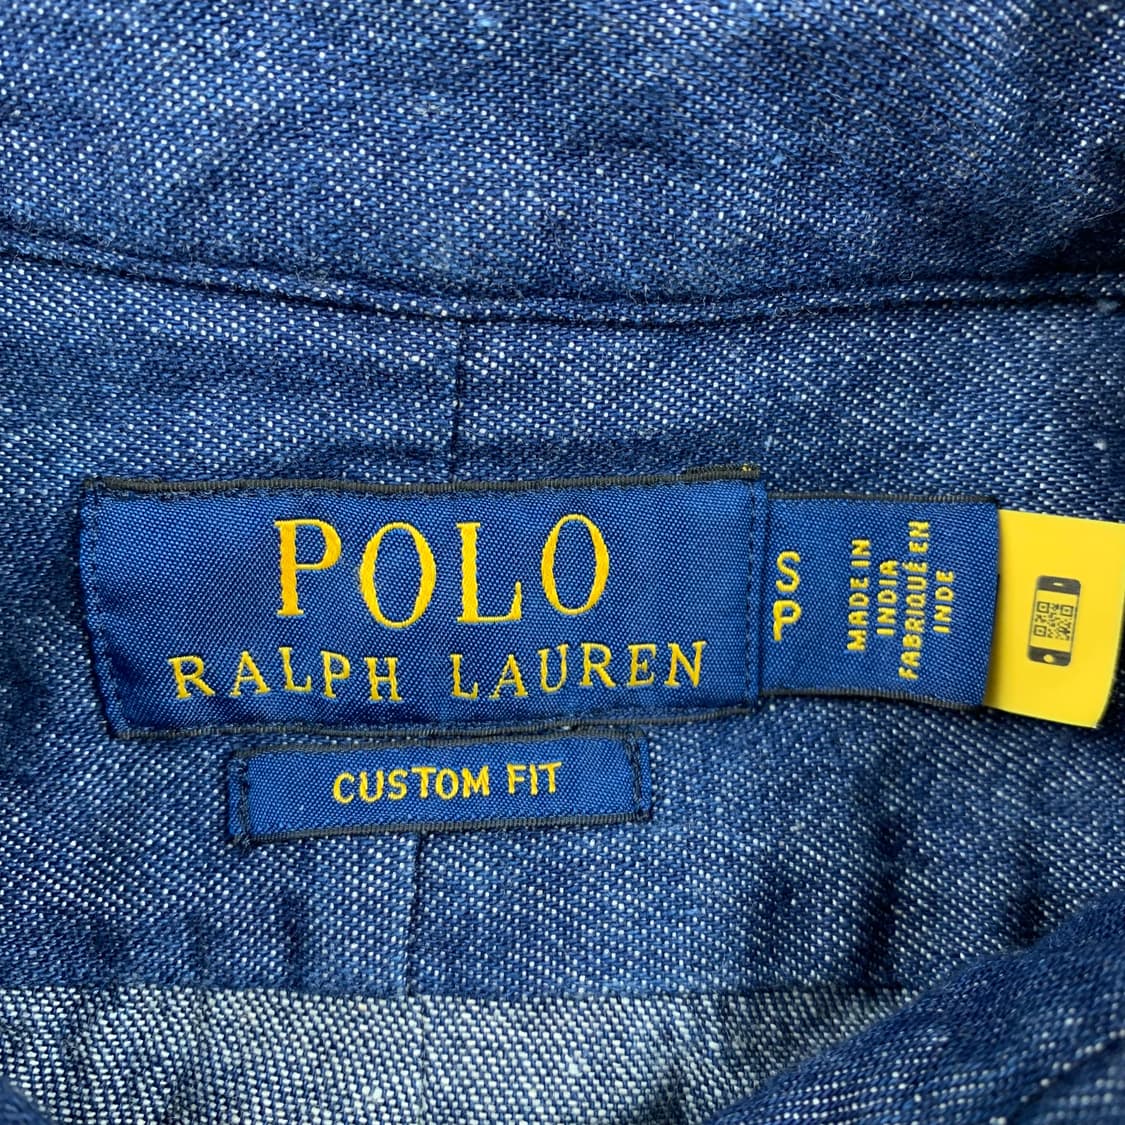 POLO
RALPH LAUREN
CUSTOM FIT
S
P
MADE IN
INDIA
FABRIQUÉ EN
INDE